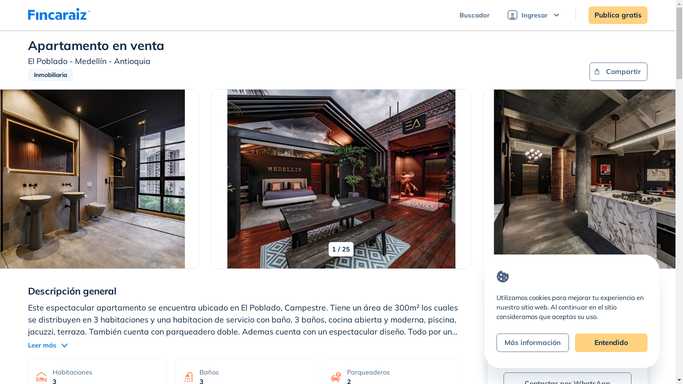 Fincaraiz
Buscador
Ingresar
Publica gratis
Apartamento en venta
El Poblado - Medellín - Antioquia
Inmobiliaria
Compartir
EA
MEDELLIN
1 / 25
Descripción general
Este espectacular apartamento se encuentra ubicado en El Poblado, Campestre. Tiene un área de 300m² los cuales
se distribuyen en 3 habitaciones y una habitacion de servicio con baño, 3 baños, cocina abierta y moderna, piscina,
jacuzzi, terraza. También cuenta con parqueadero doble. Ademas cuenta con un espectacular diseño. Todo por un...
Leer más
Habitaciones
3
Baños
3
Parqueaderos
2
Utilizamos cookies para mejorar tu experiencia en
nuestro sitio web. Al continuar en el sitio
consideramos que aceptas su uso.
Más información
Entendido
Contactar por WhatsApp